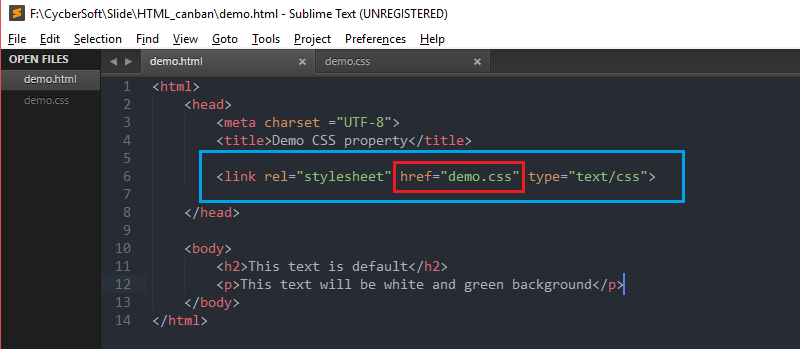 F:\CycberSoft\Slide\HTML_canban\demo.html - Sublime Text (UNREGISTERED)
File Edit Selection Find View Goto Tools Project Preferences Help
OPEN FILES
demo.html
demo.css
demo.html × demo.css ×
1 <html>
2 <head>
3 <meta charset ="UTF-8">
4 <title>Demo CSS property</title>
5
6 <link rel="stylesheet" href="demo.css" type="text/css">
7
8 </head>
9
10 <body>
11 <h2>This text is default</h2>
12 <p>This text will be white and green background</p>
13 </body>
14 </html>